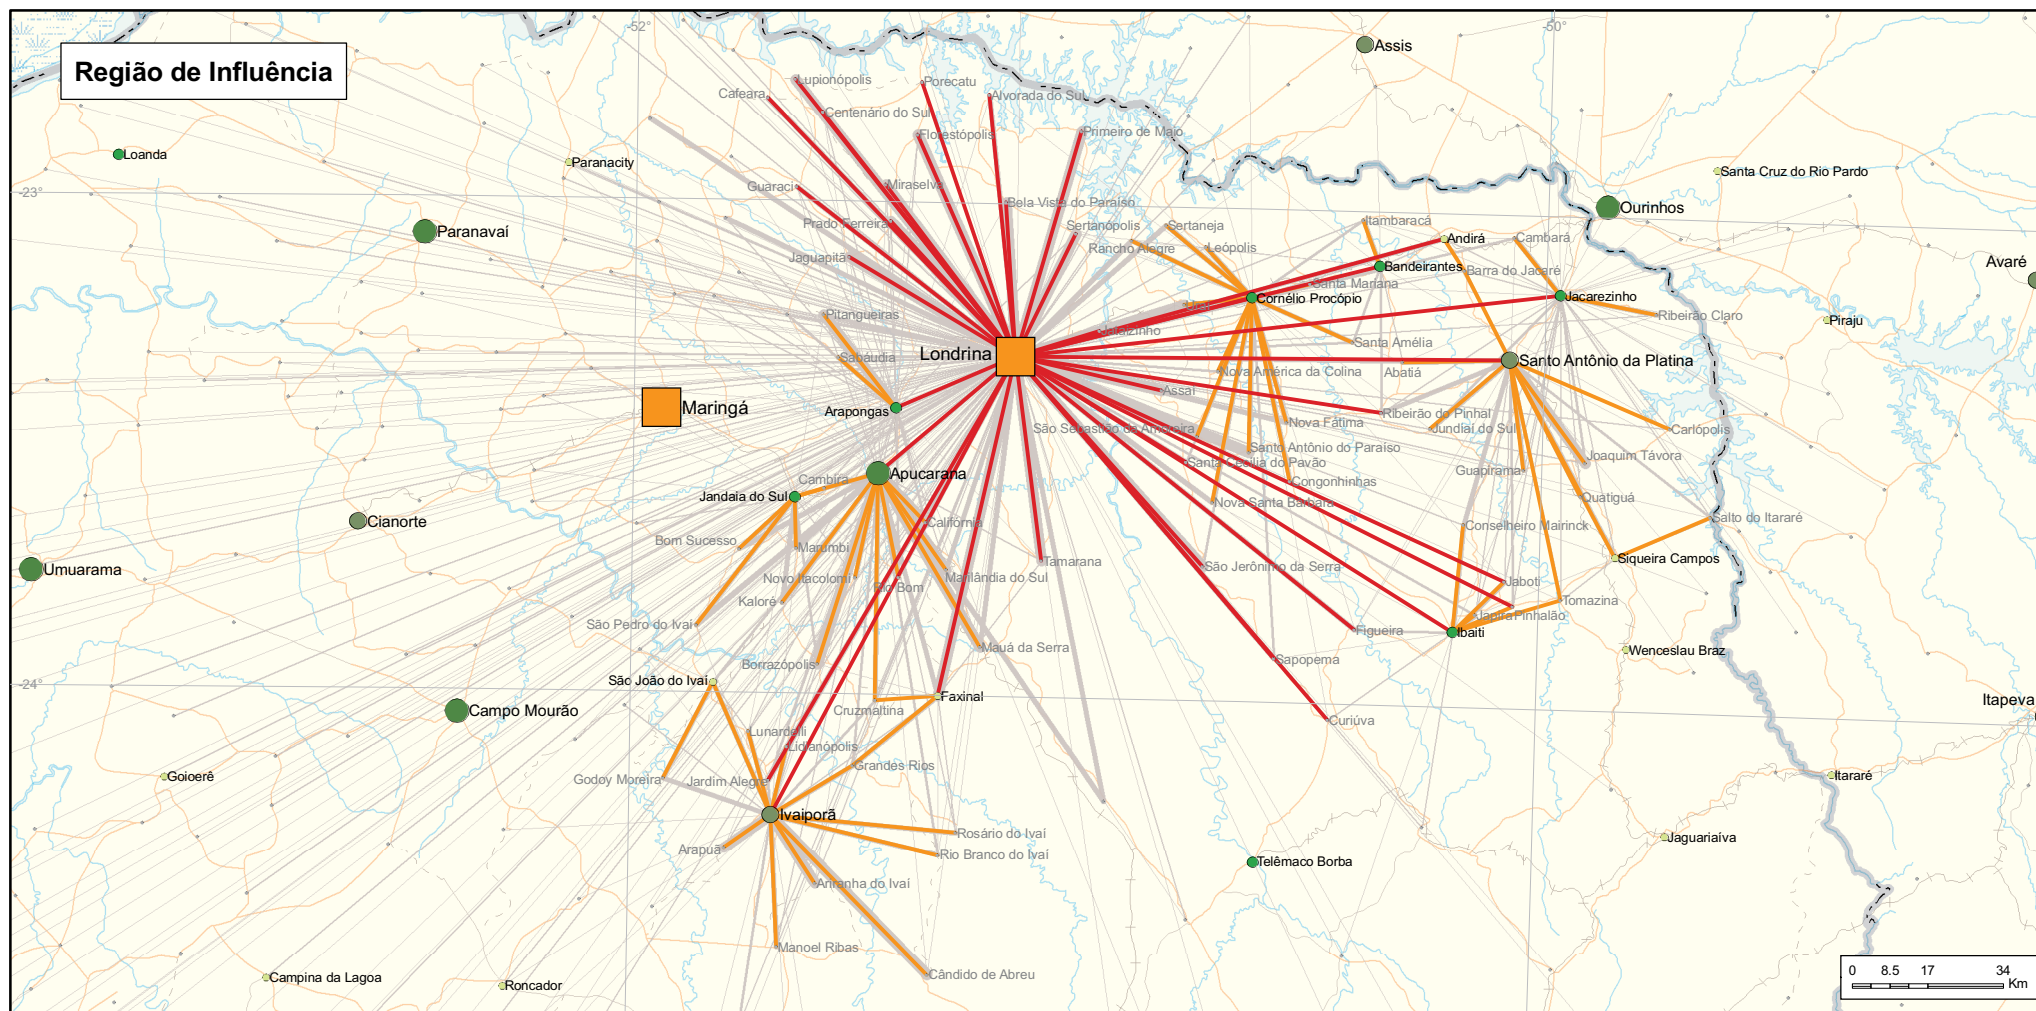 -52°
-50°
Assis
Região de Influência
Lupionópolis
Porecatu
Cafeara
Alvorada do Sul
Centenário do Sul
Florestópolis
Primeiro de Maio
Loanda
Paranacity
Santa Cruz do Rio Pardo
-23°
Guaraci
Miraselva
Bela Vista do Paraíso
Ourinhos
Prado Ferreira
Sertanópolis
Sertaneja
Itambaracá
Paranavaí
Rancho Alegre
Leópolis
Andirá
Cambará
Jaguapitã
Avaré
Bandeirantes
Barra do Jacaré
Santa Mariana
Cornélio Procópio
Jacarezinho
Uraí
Pitangueiras
Ribeirão Claro
Piraju
Jataizinho
Santa Amélia
Londrina
Sabáudia
Santo Antônio da Platina
Nova América da Colina
Abatiá
Assaí
Maringá
Arapongas
Ribeirão do Pinhal
Nova Fátima
São Sebastião da Amoreira
Jundiaí do Sul
Carlópolis
Santo Antônio do Paraíso
Joaquim Távora
Santa Cecília do Pavão
Guapirama
Apucarana
Cambira
Congonhinhas
Jandaia do Sul
Quatiguá
Nova Santa Bárbara
Cianorte
Califórnia
Conselheiro Mairinck
Salto do Itararé
Bom Sucesso
Marumbi
Siqueira Campos
Tamarana
São Jerônimo da Serra
Umuarama
Novo Itacolomi
Marilândia do Sul
Rio Bom
Jaboti
Kaloré
Tomazina
Japira
Pinhalão
São Pedro do Ivaí
Figueira
Ibaiti
Mauá da Serra
Wenceslau Braz
Borrazópolis
Sapopema
São João do Ivaí
-24°
Faxinal
Itapeva
Campo Mourão
Cruzmaltina
Curiúva
Lunardelli
Lidianópolis
Grandes Rios
Goioerê
Godoy Moreira
Jardim Alegre
Itararé
Ivaiporã
Rosário do Ivaí
Jaguariaíva
Arapuã
Rio Branco do Ivaí
Telêmaco Borba
Ariranha do Ivaí
Manoel Ribas
Cândido de Abreu
Campina da Lagoa
Roncador
0 8.5 17 34
Km